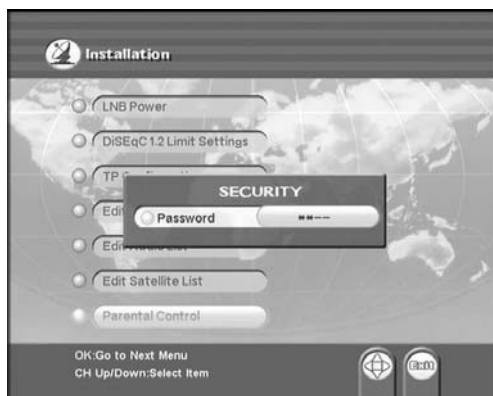 Installation
LNB Power
DiSEqC 1.2 Limit Settings
TP
SECURITY
Password **--
Edit Satellite List
Parental Control
OK:Go to Next Menu
CH Up/Down:Select Item
Exit